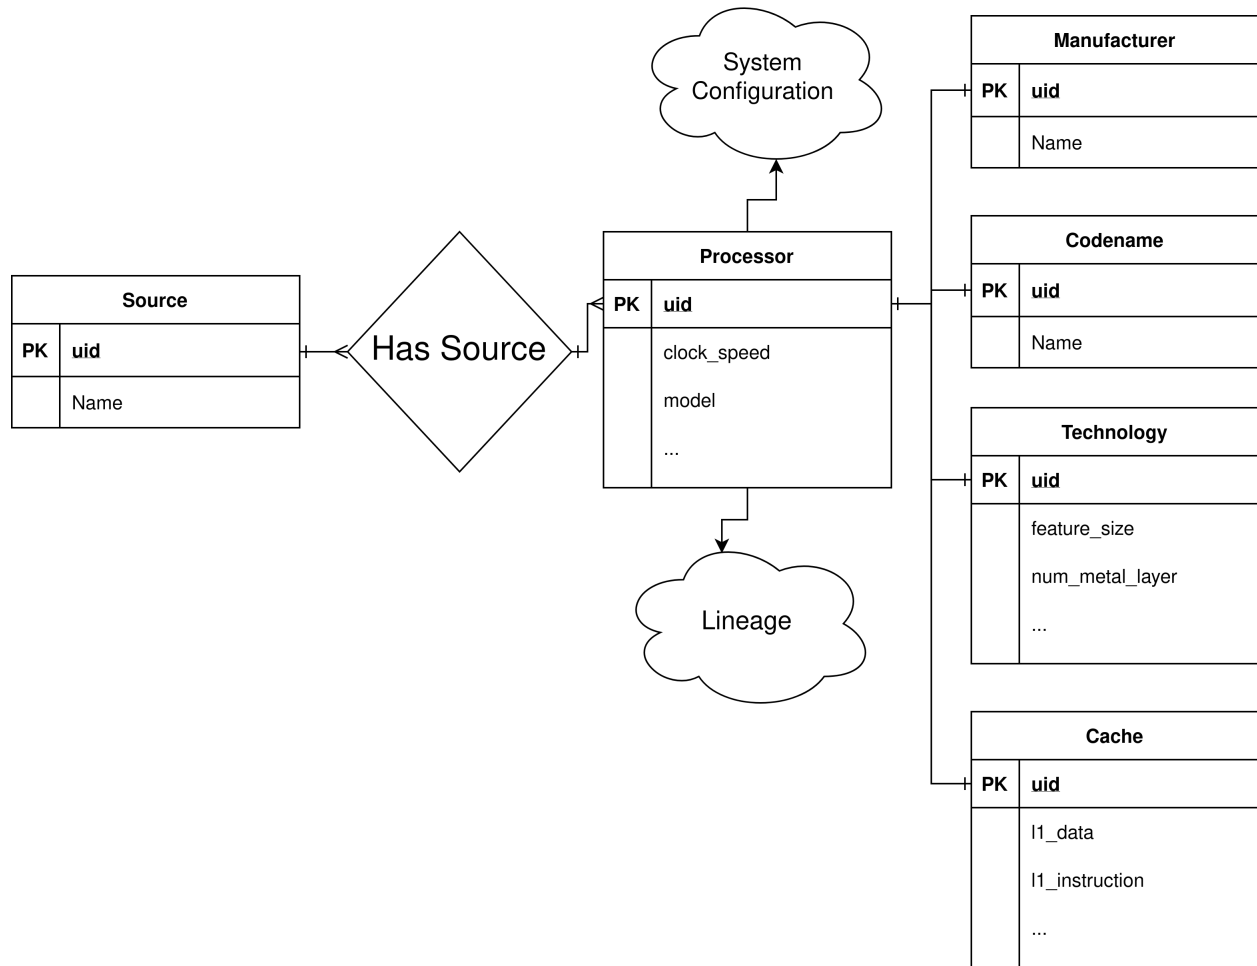 System
Configuration
Source
PK uid
Name
Has Source
Processor
PK uid
clock_speed
model
...
Lineage
Manufacturer
PK uid
Name
Codename
PK uid
Name
Technology
PK uid
feature_size
num_metal_layer
...
Cache
PK uid
l1_data
l1_instruction
...